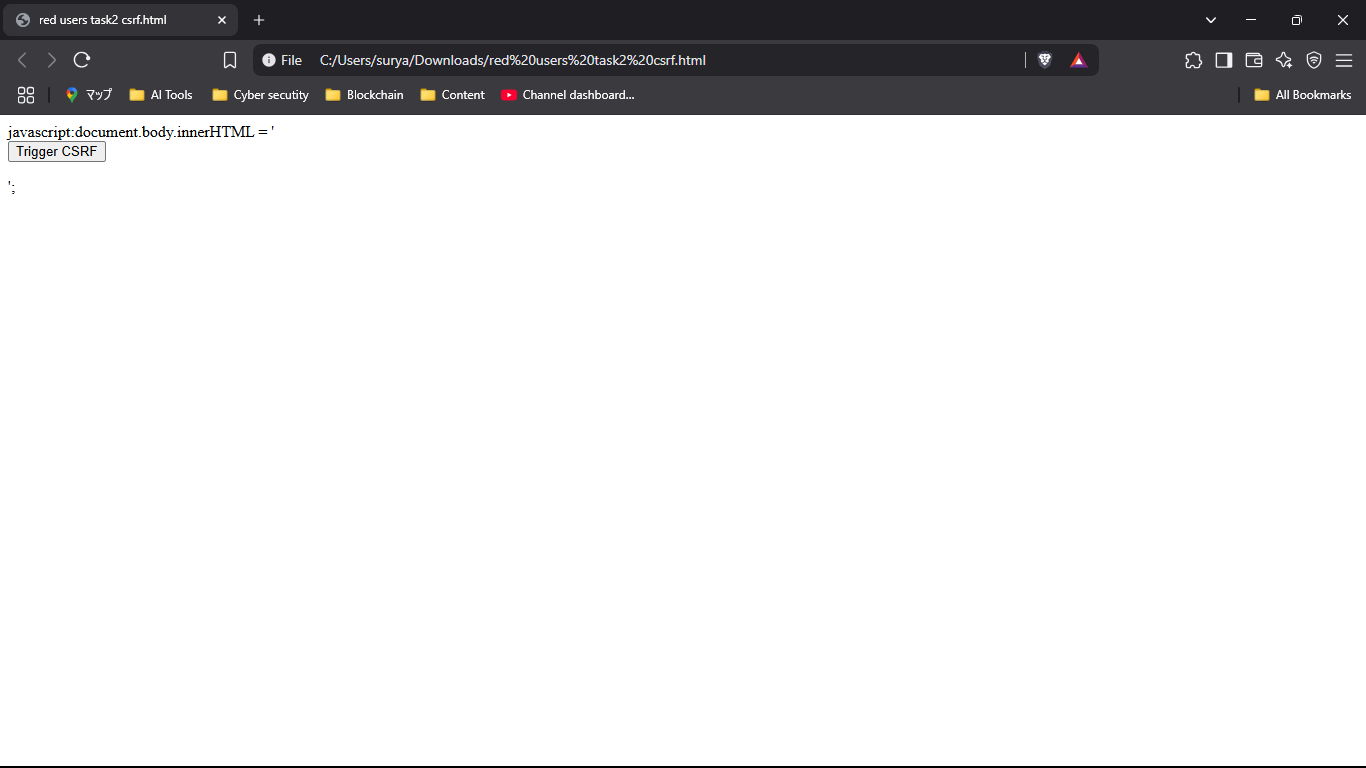 red users task2 csrf.html
File C:/Users/surya/Downloads/red%20users%20task2%20csrf.html
マップ AI Tools Cyber secutity Blockchain Content Channel dashboard... All Bookmarks
javascript:document.body.innerHTML = '
Trigger CSRF
';